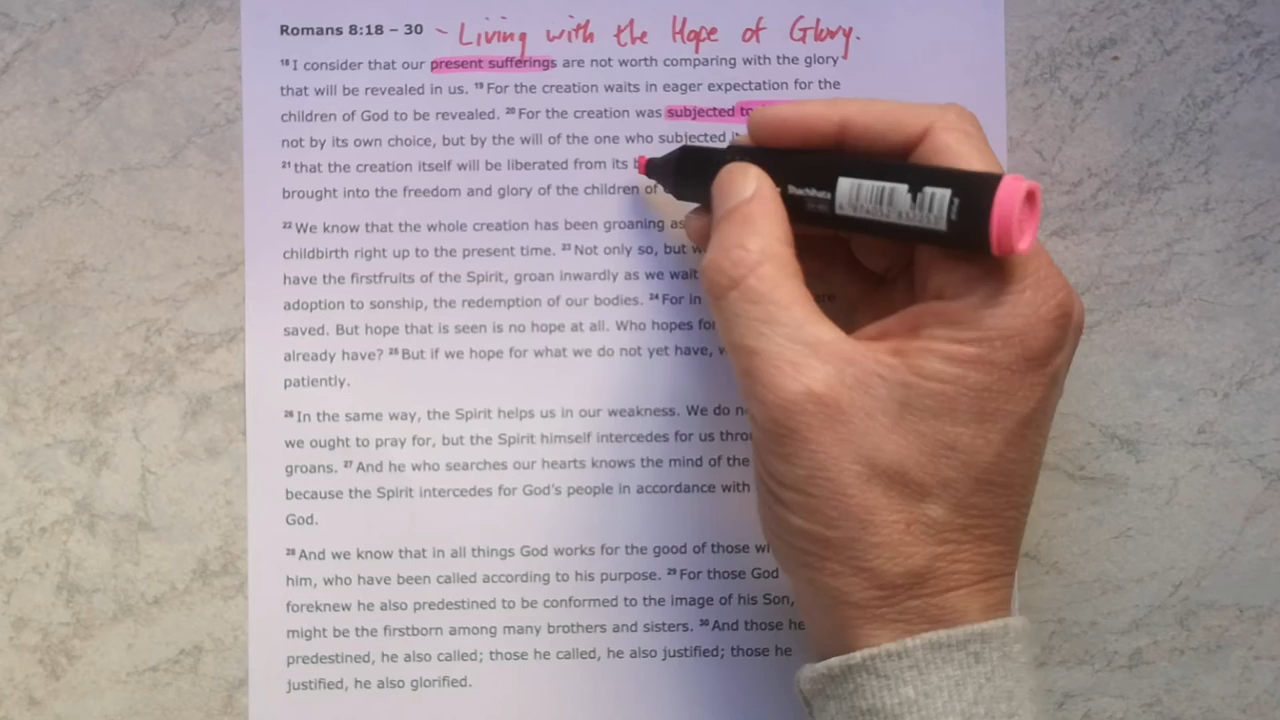 Romans 8:18 – 30 ~ Living with the Hope of Glory.
18 I consider that our present sufferings are not worth comparing with the glory
that will be revealed in us. 19 For the creation waits in eager expectation for the
children of God to be revealed. 20 For the creation was subjected to
not by its own choice, but by the will of the one who subjected
21 that the creation itself will be liberated from its
brought into the freedom and glory of the children of
22 We know that the whole creation has been groaning as
childbirth right up to the present time. 23 Not only so, but
have the firstfruits of the Spirit, groan inwardly as we wait
adoption to sonship, the redemption of our bodies. 24 For in are
saved. But hope that is seen is no hope at all. Who hopes for
already have? 25 But if we hope for what we do not yet have,
patiently.
26 In the same way, the Spirit helps us in our weakness. We do
we ought to pray for, but the Spirit himself intercedes for us
groans. 27 And he who searches our hearts knows the mind of the
because the Spirit intercedes for God's people in accordance with
God.
28 And we know that in all things God works for the good of those
him, who have been called according to his purpose. 29 For those God
foreknew he also predestined to be conformed to the image of his Son,
might be the firstborn among many brothers and sisters. 30 And those he
predestined, he also called; those he called, he also justified; those he
justified, he also glorified.
Shachihata